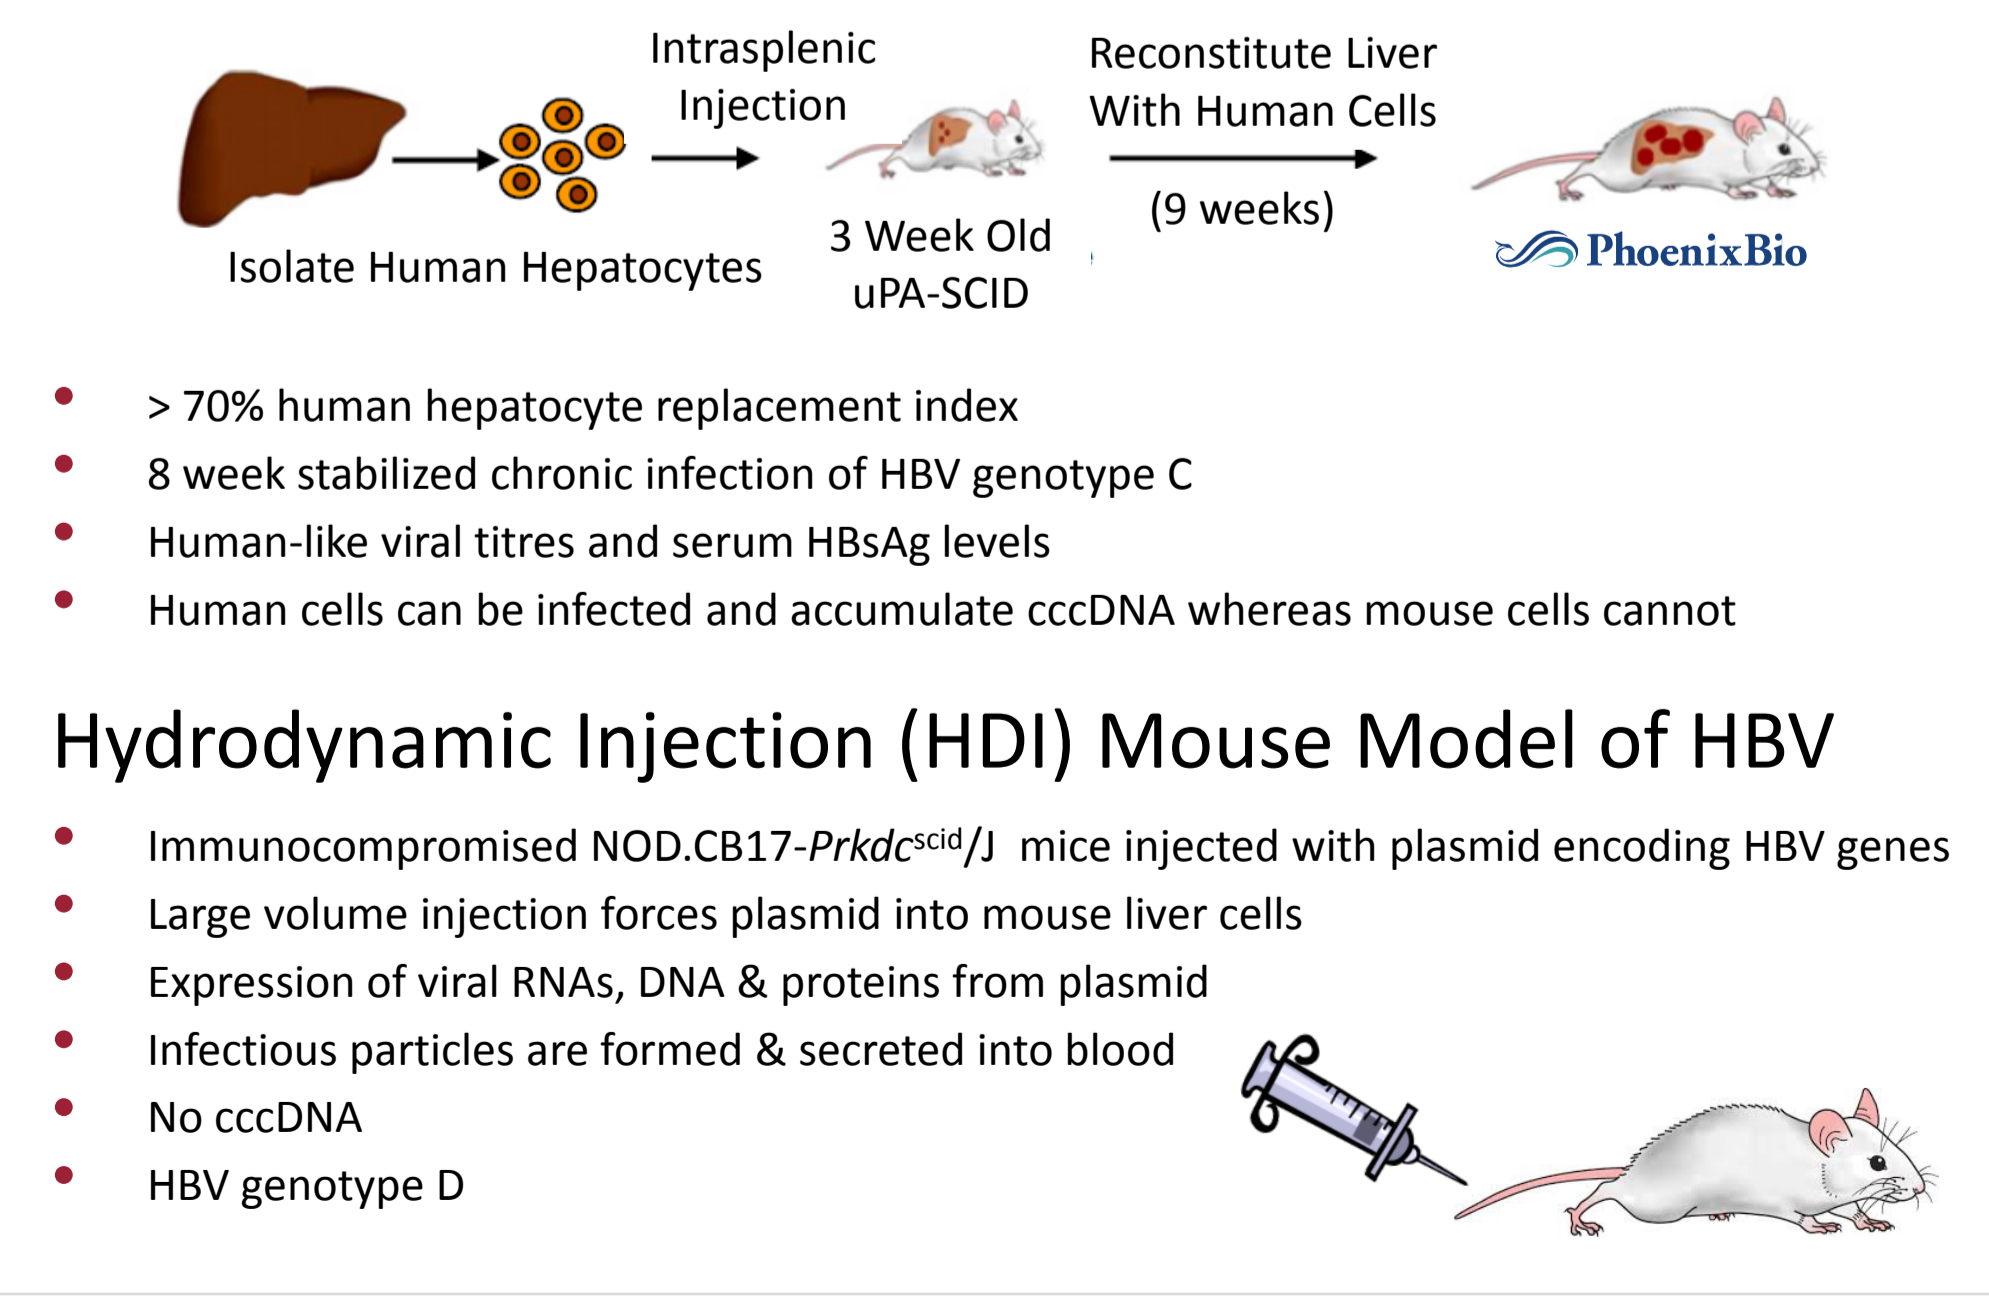 Intrasplenic
Injection
Reconstitute Liver
With Human Cells
(9 weeks)
Isolate Human Hepatocytes
3 Week Old
uPA-SCID
PhoenixBio
• > 70% human hepatocyte replacement index
• 8 week stabilized chronic infection of HBV genotype C
• Human-like viral titres and serum HBsAg levels
• Human cells can be infected and accumulate cccDNA whereas mouse cells cannot
Hydrodynamic Injection (HDI) Mouse Model of HBV
• Immunocompromised NOD.CB17-Prkdcscid/J mice injected with plasmid encoding HBV genes
• Large volume injection forces plasmid into mouse liver cells
• Expression of viral RNAs, DNA & proteins from plasmid
• Infectious particles are formed & secreted into blood
• No cccDNA
• HBV genotype D